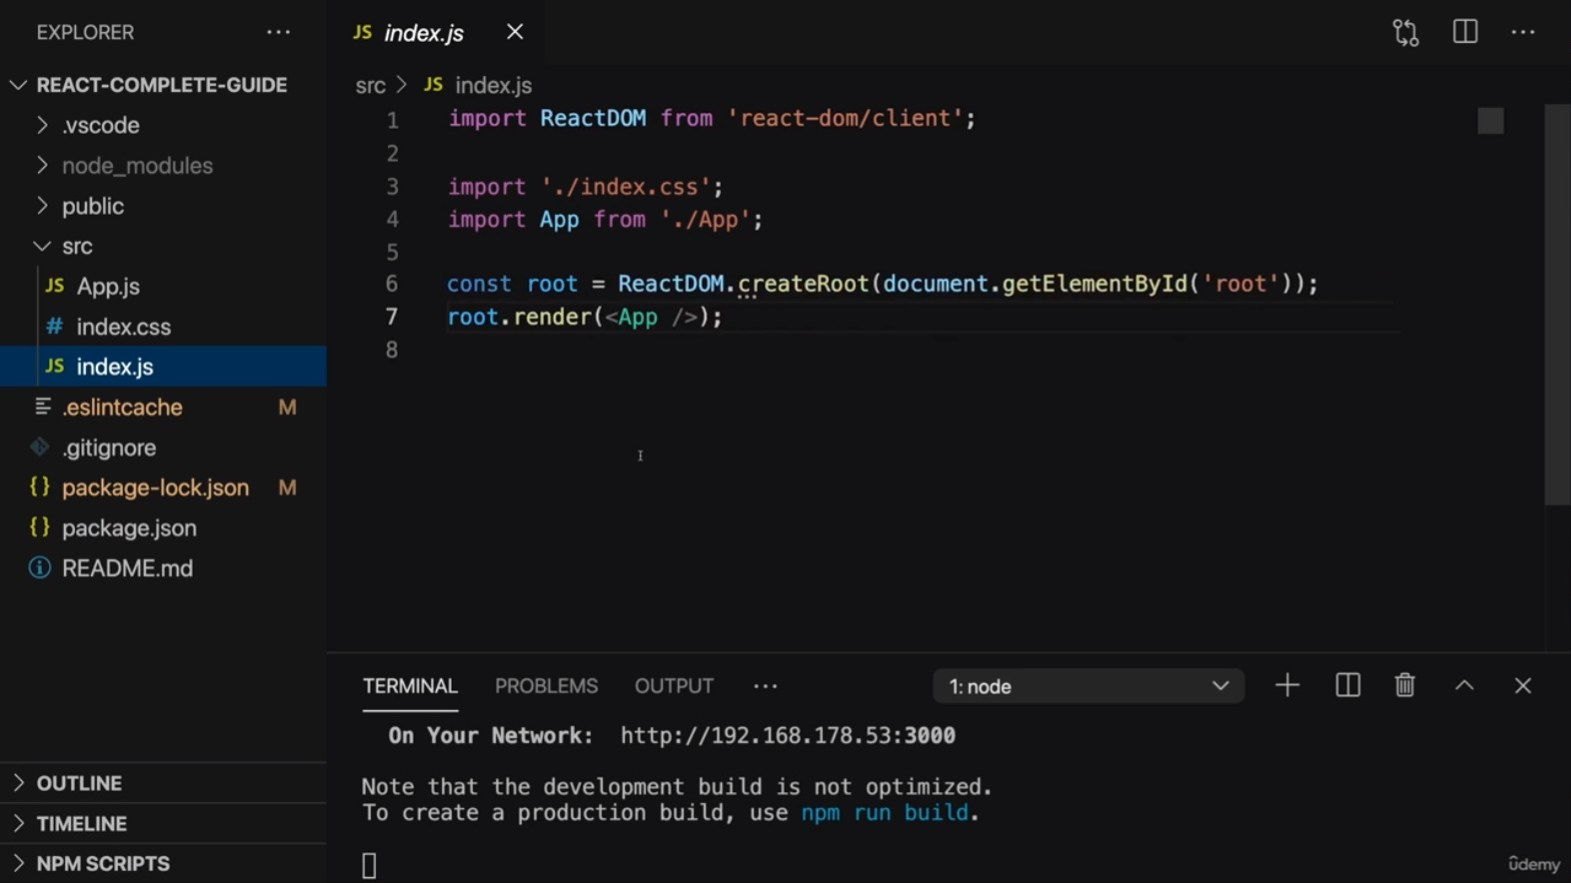 EXPLORER
REACT-COMPLETE-GUIDE
.vscode
node_modules
public
src
JS App.js
# index.css
JS index.js
.eslintcache M
.gitignore
{} package-lock.json M
{} package.json
README.md
OUTLINE
TIMELINE
NPM SCRIPTS
JS index.js
src > JS index.js
1 import ReactDOM from 'react-dom/client';
2
3 import './index.css';
4 import App from './App';
5
6 const root = ReactDOM.createRoot(document.getElementById('root'));
7 root.render(<App />);
8
TERMINAL PROBLEMS OUTPUT ··· 1: node
On Your Network: http://192.168.178.53:3000
Note that the development build is not optimized.
To create a production build, use npm run build.
ûdemy